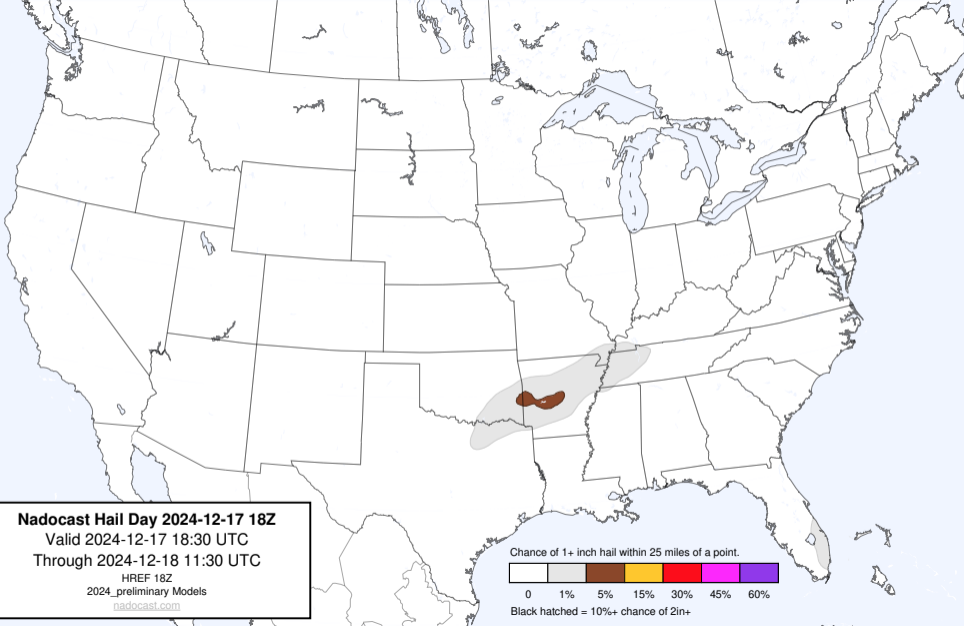 Nadocast Hail Day 2024-12-17 18Z
Valid 2024-12-17 18:30 UTC
Through 2024-12-18 11:30 UTC
HREF 18Z
2024_preliminary Models
nadocast.com
Chance of 1+ inch hail within 25 miles of a point.
0 1% 5% 15% 30% 45% 60%
Black hatched = 10%+ chance of 2in+